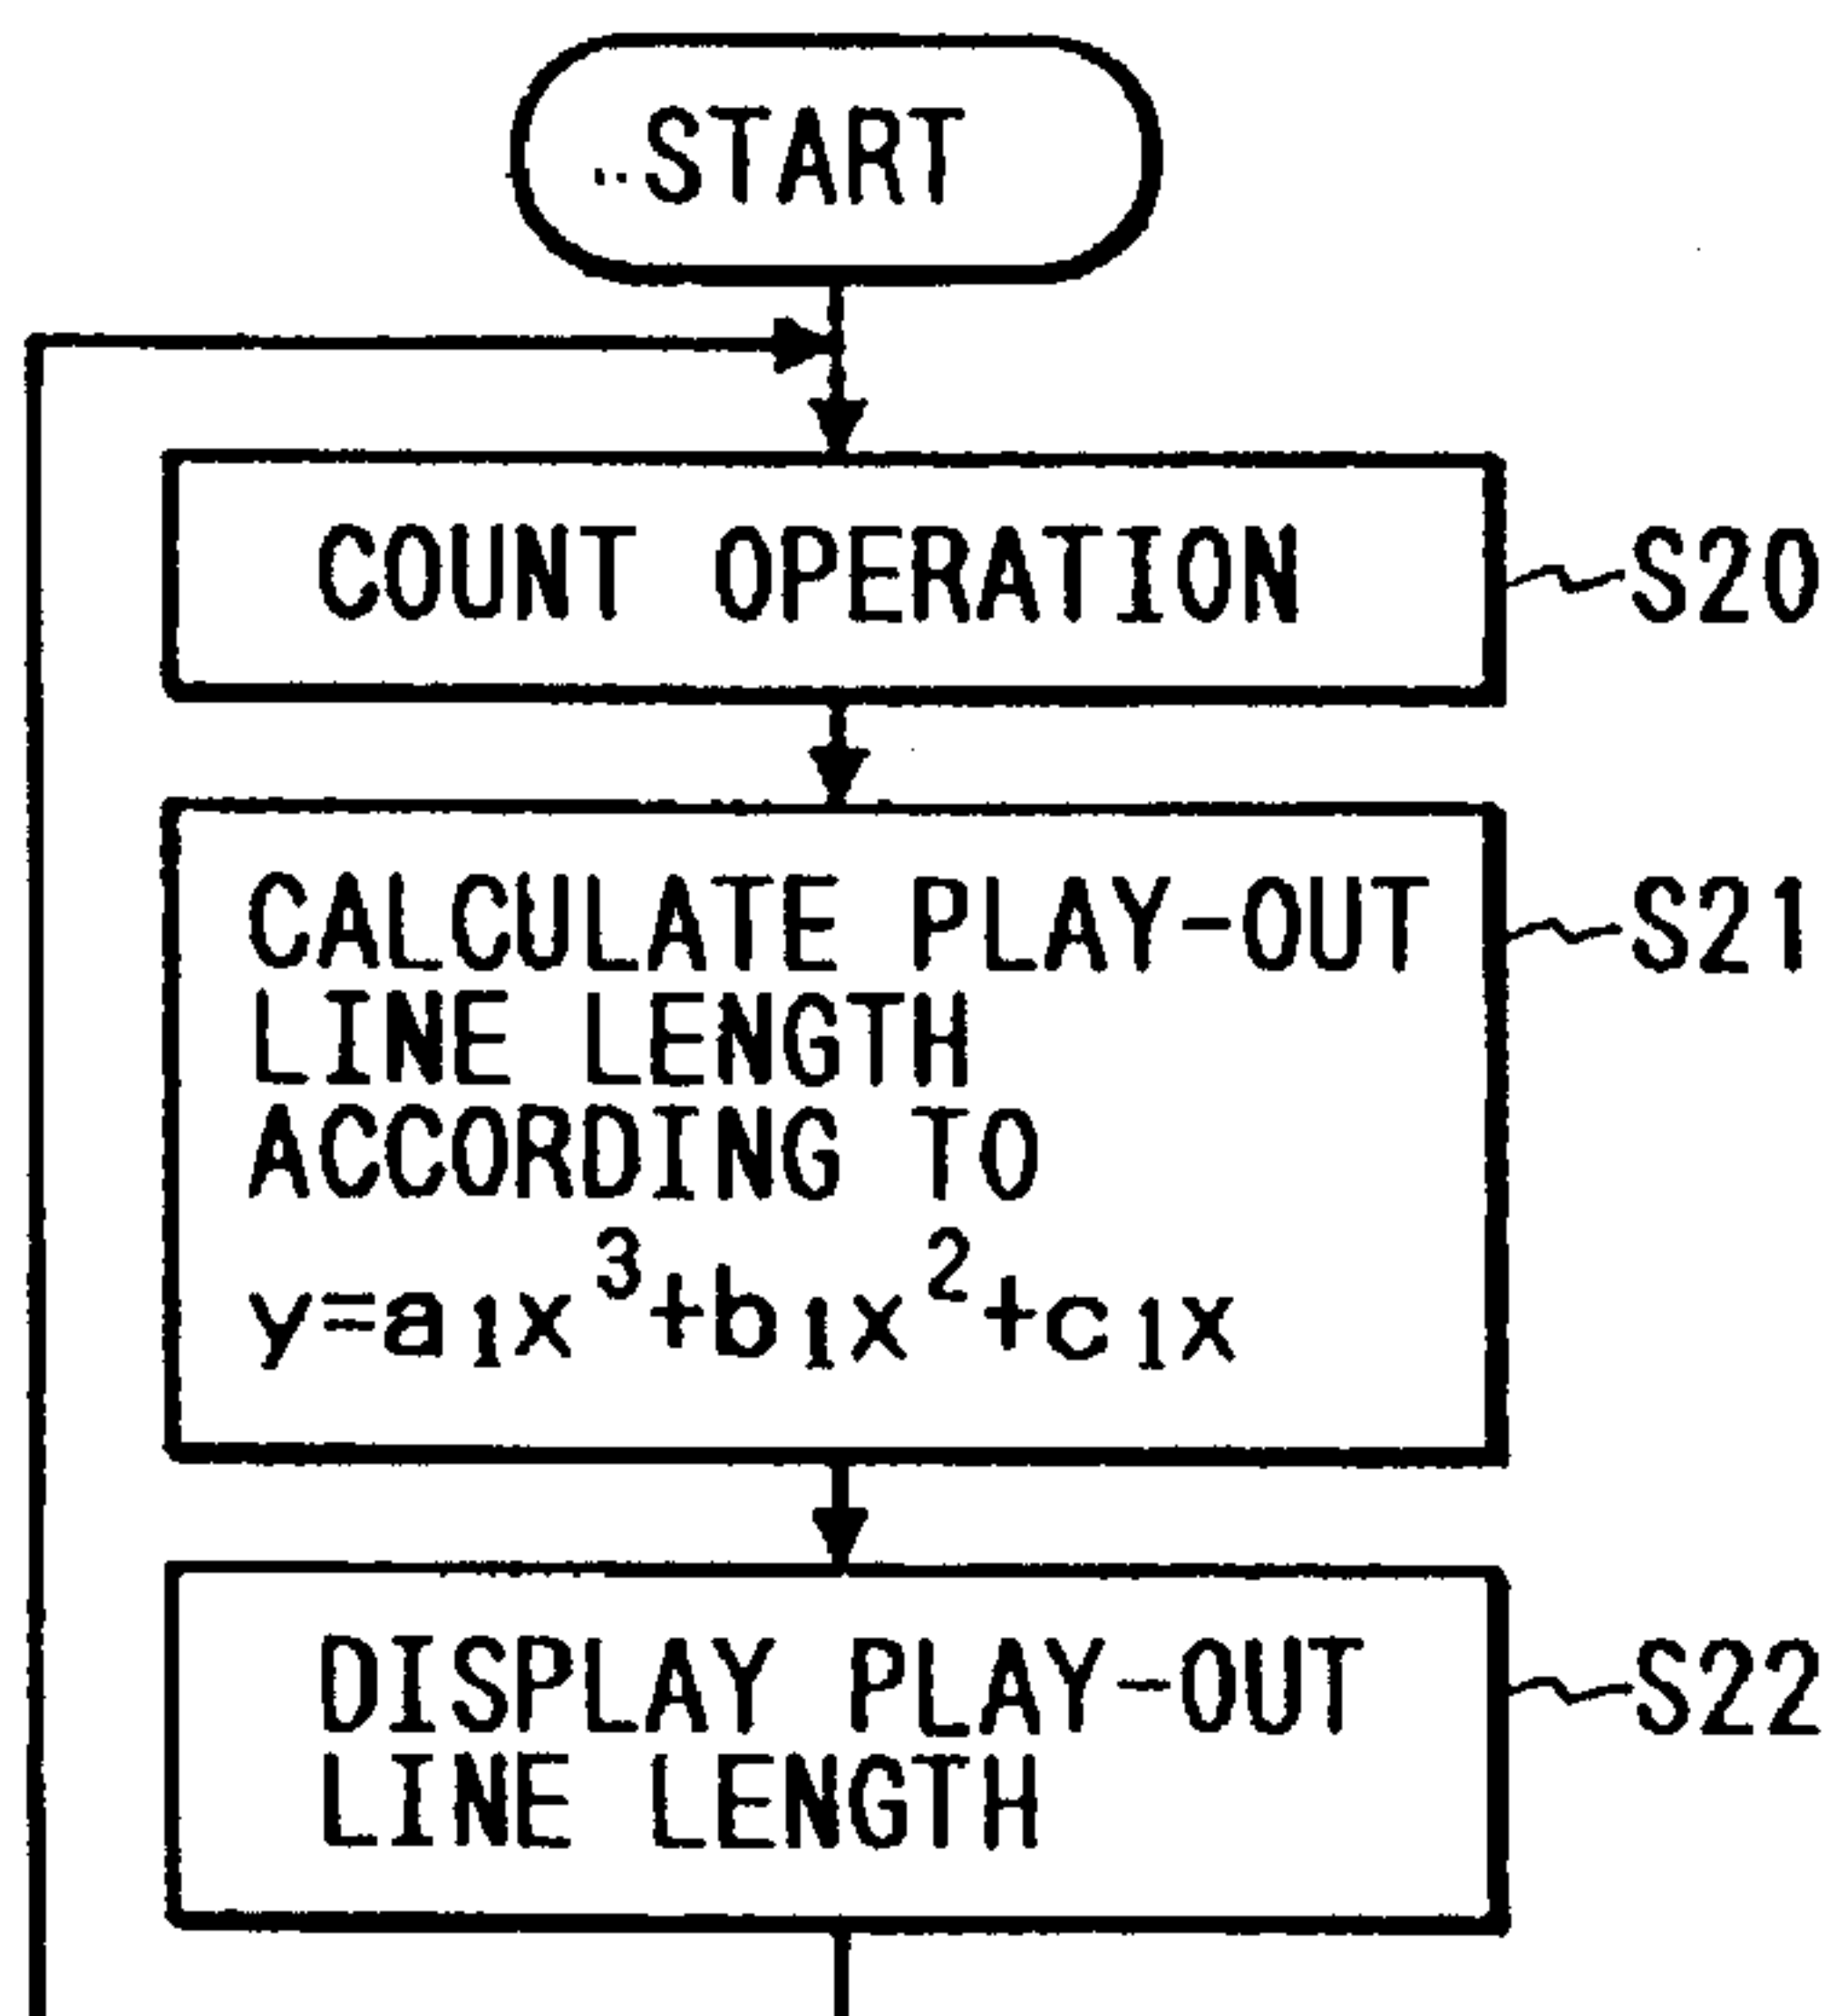 START
COUNT OPERATION
S20
CALCULATE PLAY-OUT
S21
LINE LENGTH
ACCORDING TO
y=a₁x³+b₁x²+c₁x
DISPLAY PLAY-OUT
S22
LINE LENGTH